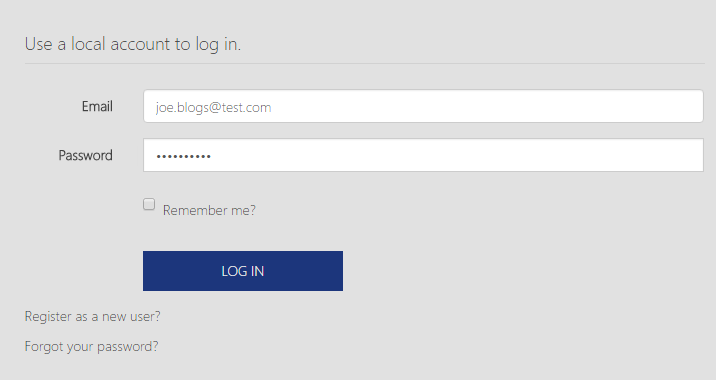 Use a local account to log in.
Email
joe.blogs@test.com
Password
••••••••••
Remember me?
LOG IN
Register as a new user?
Forgot your password?